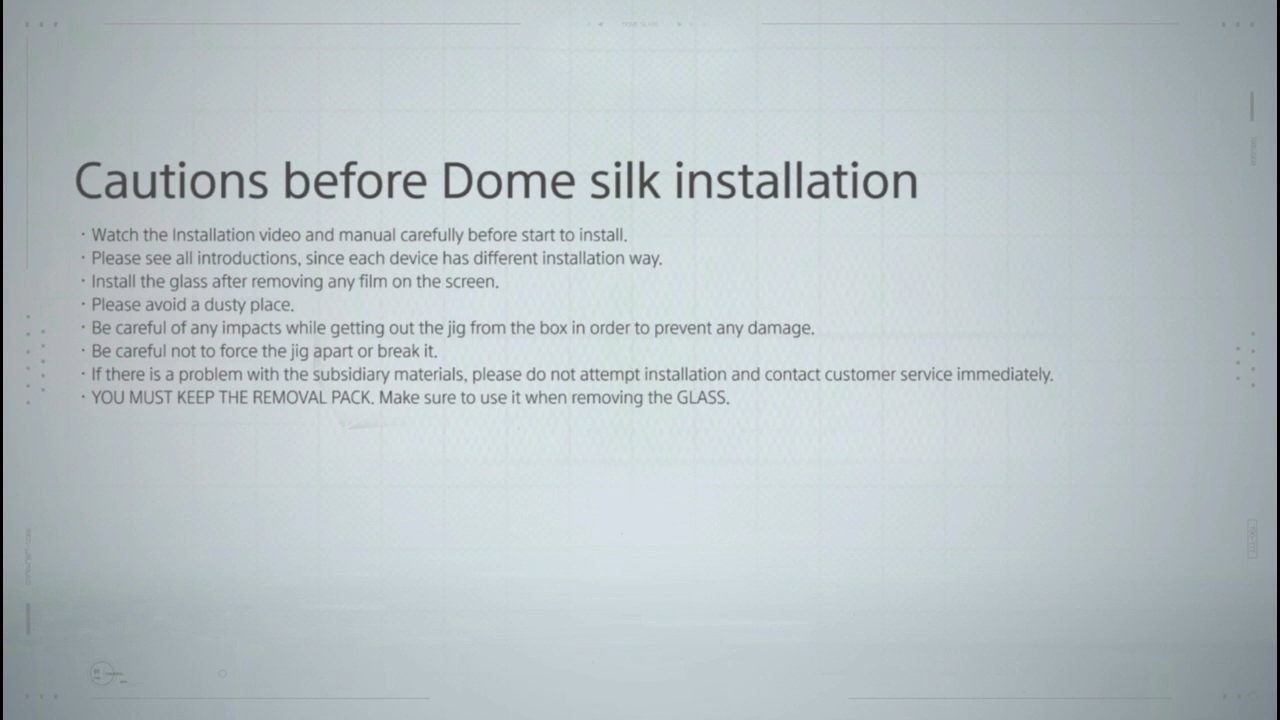 DOME GLASS
Cautions before Dome silk installation
· Watch the Installation video and manual carefully before start to install.
· Please see all introductions, since each device has different installation way.
· Install the glass after removing any film on the screen.
· Please avoid a dusty place.
· Be careful of any impacts while getting out the jig from the box in order to prevent any damage.
· Be careful not to force the jig apart or break it.
· If there is a problem with the subsidiary materials, please do not attempt installation and contact customer service immediately.
· YOU MUST KEEP THE REMOVAL PACK. Make sure to use it when removing the GLASS.